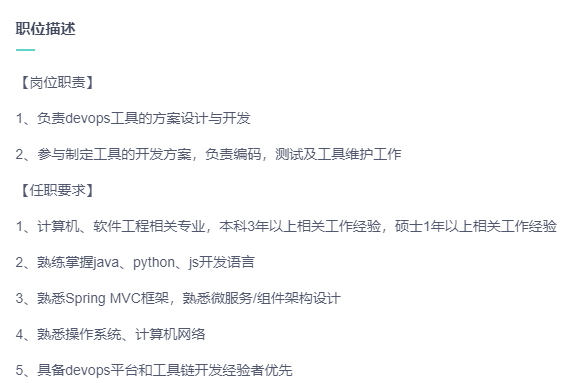 职位描述
【岗位职责】
1、负责devops工具的方案设计与开发
2、参与制定工具的开发方案，负责编码，测试及工具维护工作
【任职要求】
1、计算机、软件工程相关专业，本科3年以上相关工作经验，硕士1年以上相关工作经验
2、熟练掌握java、python、js开发语言
3、熟悉Spring MVC框架，熟悉微服务/组件架构设计
4、熟悉操作系统、计算机网络
5、具备devops平台和工具链开发经验者优先